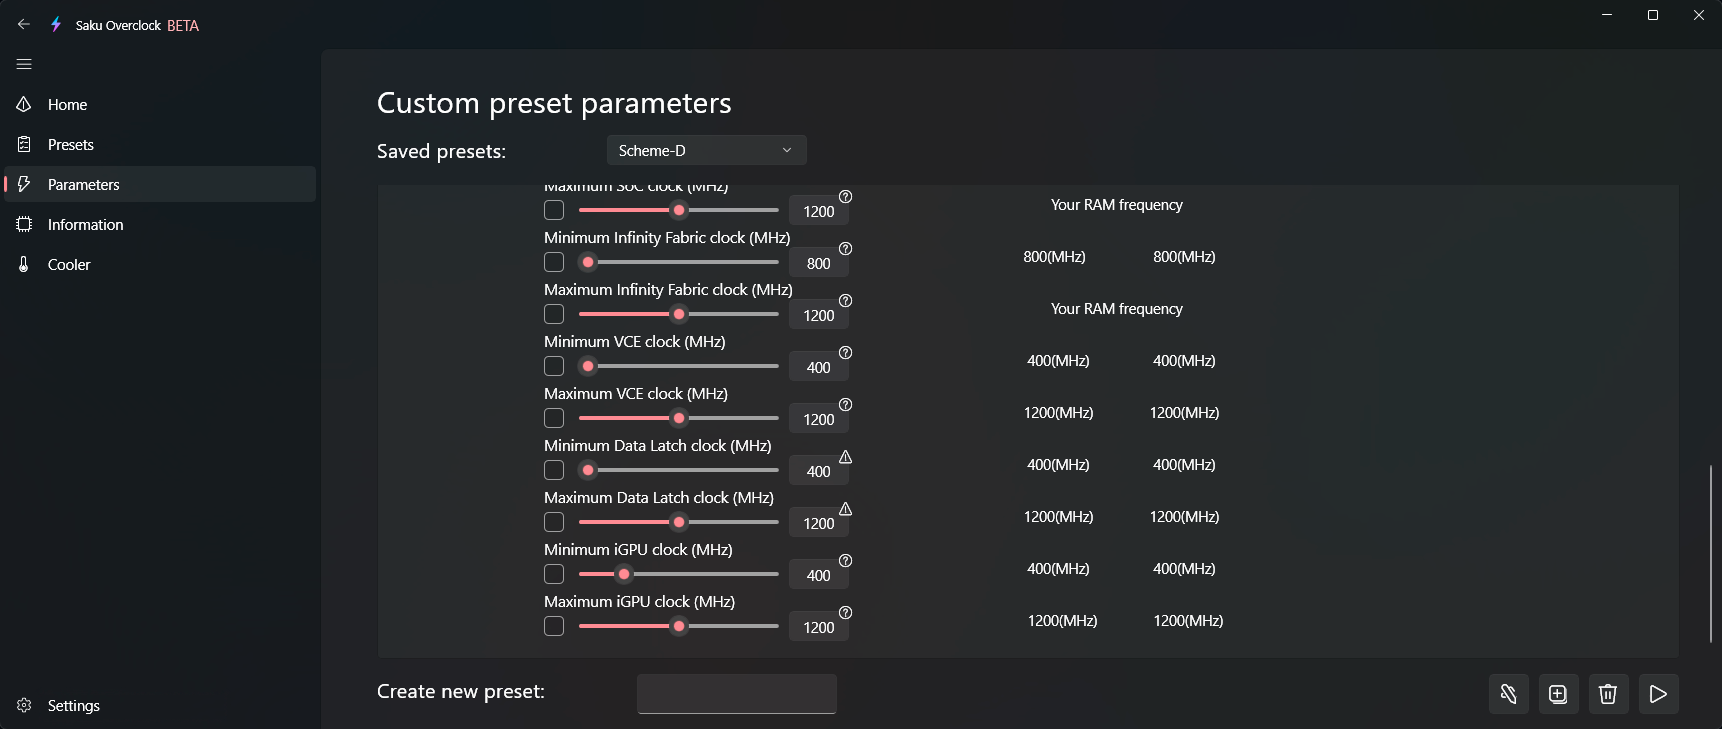 Saku Overclock BETA
Home
Presets
Parameters
Information
Cooler
Settings
Custom preset parameters
Saved presets:
Scheme-D
Maximum SoC clock (MHz)
1200
Your RAM frequency
Minimum Infinity Fabric clock (MHz)
800
800(MHz) 800(MHz)
Maximum Infinity Fabric clock (MHz)
1200
Your RAM frequency
Minimum VCE clock (MHz)
400
400(MHz) 400(MHz)
Maximum VCE clock (MHz)
1200
1200(MHz) 1200(MHz)
Minimum Data Latch clock (MHz)
400
400(MHz) 400(MHz)
Maximum Data Latch clock (MHz)
1200
1200(MHz) 1200(MHz)
Minimum iGPU clock (MHz)
400
400(MHz) 400(MHz)
Maximum iGPU clock (MHz)
1200
1200(MHz) 1200(MHz)
Create new preset: